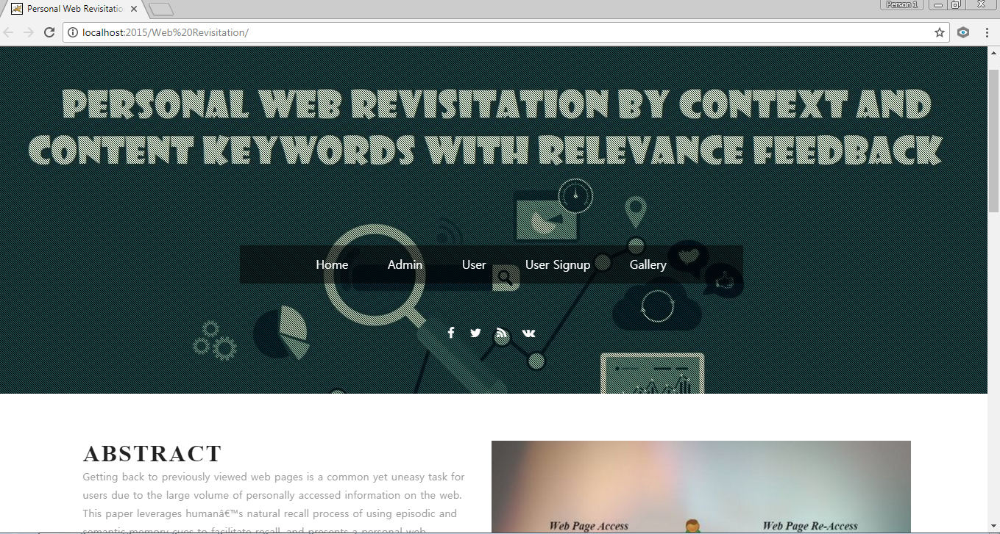 Personal Web Revisitatio
Person 1
localhost:2015/Web%20Revisitation/
PERSONAL WEB REVISITATION BY CONTEXT AND
CONTENT KEYWORDS WITH RELEVANCE FEEDBACK
Home Admin User User Signup Gallery
ABSTRACT
Getting back to previously viewed web pages is a common yet uneasy task for
users due to the large volume of personally accessed information on the web.
This paper leverages humanâ€™s natural recall process of using episodic and
semantic memory cues to facilitate recall, and presents a personal web
Web Page Access Web Page Re-Access